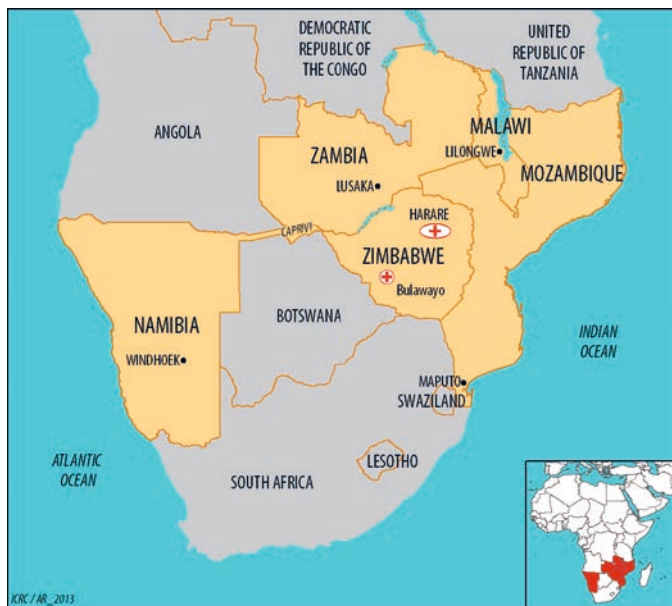 DEMOCRATIC
REPUBLIC OF
THE CONGO
UNITED
REPUBLIC OF
TANZANIA
ANGOLA
ZAMBIA
LUSAKA
MALAWI
LILONGWE
MOZAMBIQUE
CAPRIVI
HARARE
ZIMBABWE
Bulawayo
NAMIBIA
WINDHOEK
BOTSWANA
INDIAN
OCEAN
MAPUTO
SWAZILAND
ATLANTIC
OCEAN
SOUTH AFRICA
LESOTHO
ICRC / AR_2013